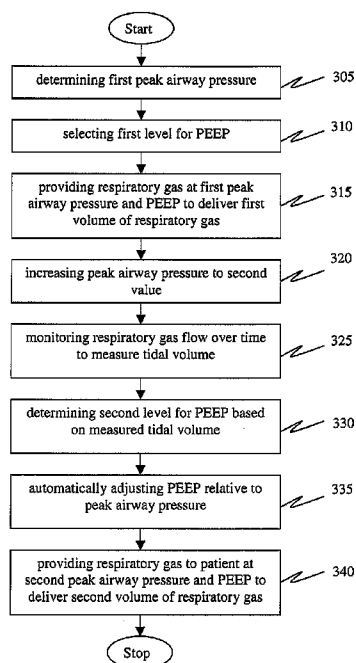 Start
determining first peak airway pressure
305
selecting first level for PEEP
310
providing respiratory gas at first peak
airway pressure and PEEP to deliver first
volume of respiratory gas
315
increasing peak airway pressure to second
value
320
monitoring respiratory gas flow over time
to measure tidal volume
325
determining second level for PEEP based
on measured tidal volume
330
automatically adjusting PEEP relative to
peak airway pressure
335
providing respiratory gas to patient at
second peak airway pressure and PEEP to
deliver second volume of respiratory gas
340
Stop